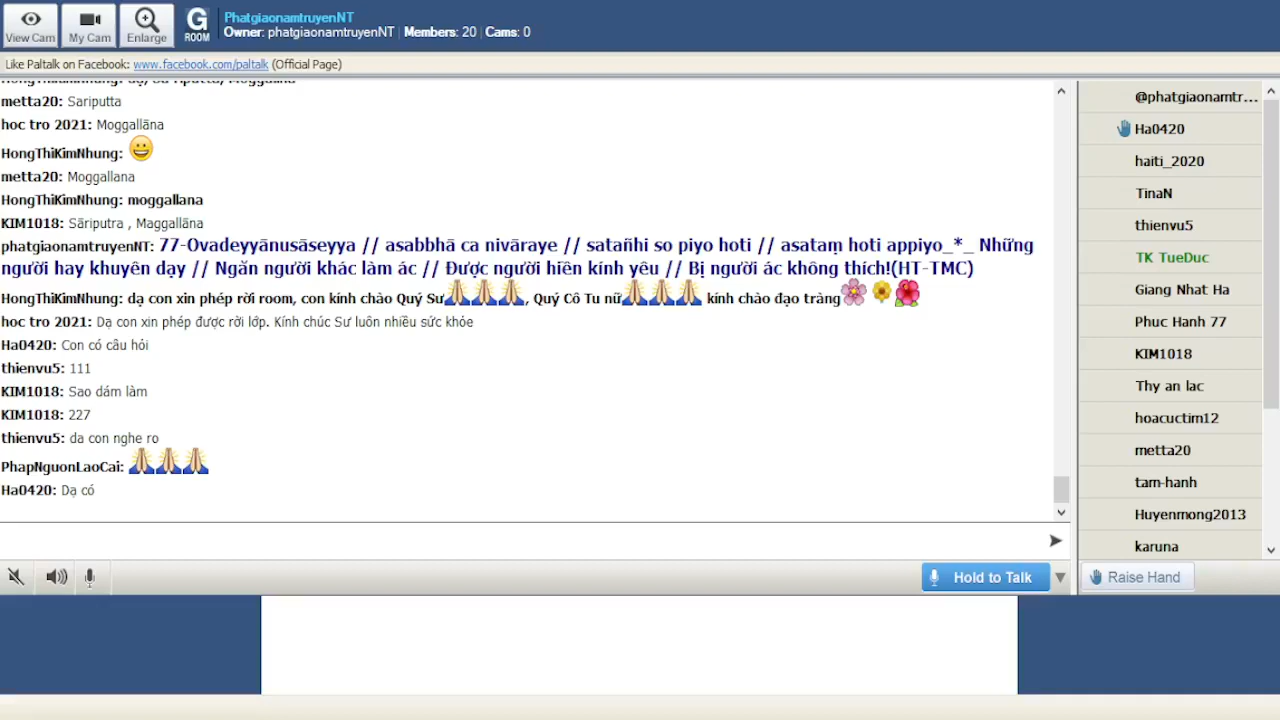 PhatgiaonamtruyenNT
View Cam My Cam Enlarge G ROOM Owner: phatgiaonamtruyenNT | Members: 20 | Cams: 0
Like Paltalk on Facebook: www.facebook.com/paltalk (Official Page)
metta20: Sariputta
hoc tro 2021: Moggallāna
HongThiKimNhung: 😀
metta20: Moggallana
HongThiKimNhung: moggallana
KIM1018: Sāriputra , Maggallāna
phatgiaonamtruyenNT: 77-Ovadeyyānusāseyya // asabbhā ca nivāraye // satañhi so piyo hoti // asataṃ hoti appiyo_*_ Những
người hay khuyên dạy // Ngăn người khác làm ác // Được người hiền kính yêu // Bị người ác không thích!(HT-TMC)
HongThiKimNhung: dạ con xin phép rời room, con kính chào Quý Sư🙏🙏🙏, Quý Cô Tu nữ🙏🙏🙏 kính chào đạo tràng🌸🌼🌺
hoc tro 2021: Dạ con xin phép được rời lớp. Kính chúc Sư luôn nhiều sức khỏe
Ha0420: Con có câu hỏi
thienvu5: 111
KIM1018: Sao dám làm
KIM1018: 227
thienvu5: da con nghe ro
PhapNguonLaoCai: 🙏🙏🙏
Ha0420: Dạ có
@phatgiaonamtr...
Ha0420
haiti_2020
TinaN
thienvu5
TK TueDuc
Giang Nhat Ha
Phuc Hanh 77
KIM1018
Thy an lac
hoacuctim12
metta20
tam-hanh
Huyenmong2013
karuna
Hold to Talk
Raise Hand